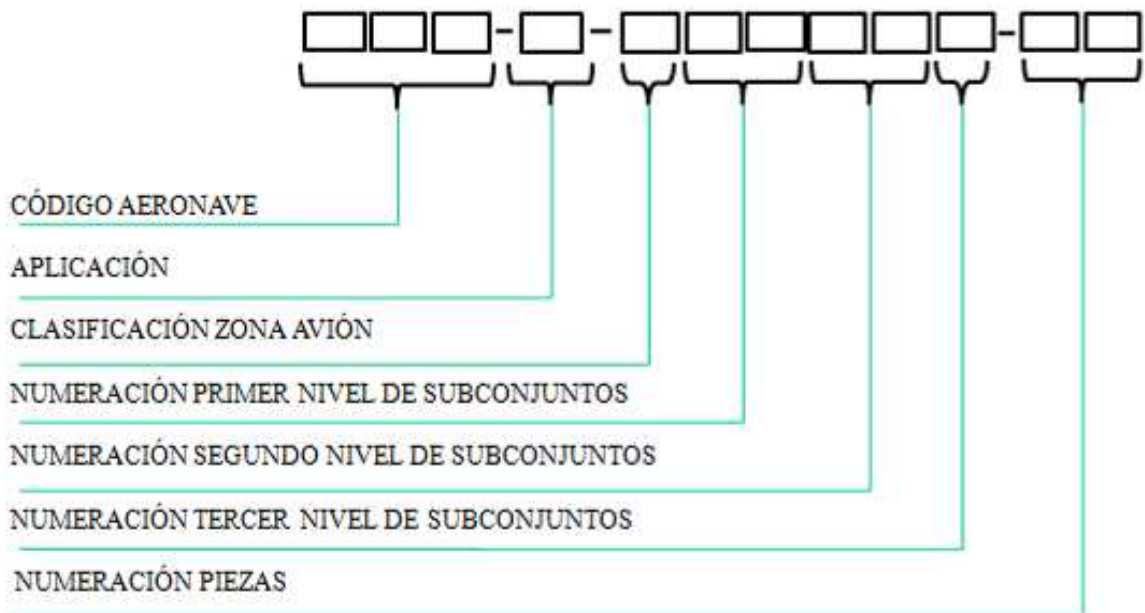 CÓDIGO AERONAVE
APLICACIÓN
CLASIFICACIÓN ZONA AVIÓN
NUMERACIÓN PRIMER NIVEL DE SUBCONJUNTOS
NUMERACIÓN SEGUNDO NIVEL DE SUBCONJUNTOS
NUMERACIÓN TERCER NIVEL DE SUBCONJUNTOS
NUMERACIÓN PIEZAS